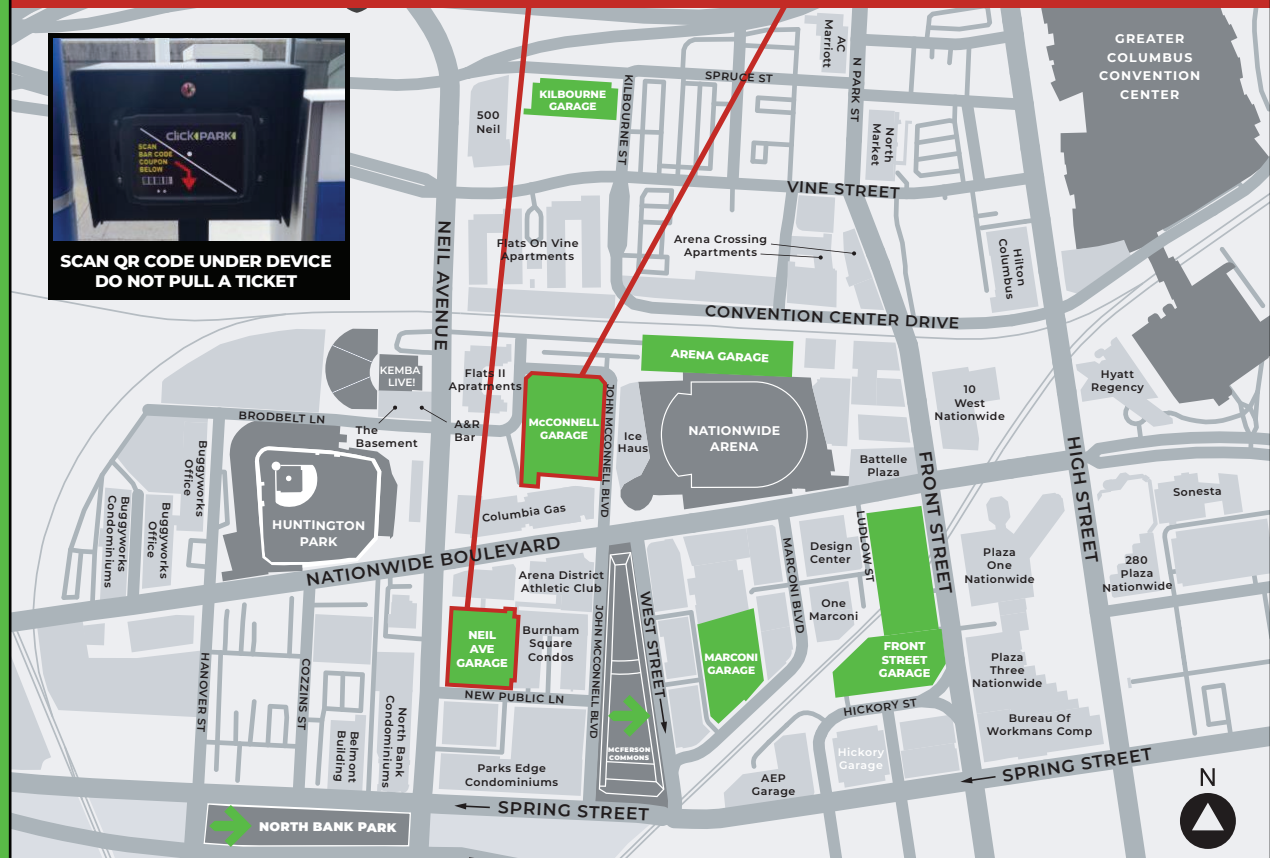 GREATER
COLUMBUS
CONVENTION
CENTER
AC
Marriott
N PARK ST
SPRUCE ST
KILBOURNE
GARAGE
KILBOURNE ST
500
Neil
North
Market
click PARK
SCAN
BAR CODE
COUPON
BELOW
SCAN QR CODE UNDER DEVICE
DO NOT PULL A TICKET
VINE STREET
NEIL AVENUE
Flats On Vine
Apartments
Arena Crossing
Apartments
Hilton
Columbus
CONVENTION CENTER DRIVE
ARENA GARAGE
KEMBA
LIVE!
Flats II
Apratments
Hyatt
Regency
10
West
Nationwide
BRODBELT LN
The
Basement
A&R
Bar
McCONNELL
GARAGE
JOHN MCCONNELL BLVD
Ice
Haus
NATIONWIDE
ARENA
Battelle
Plaza
FRONT STREET
HIGH STREET
Buggyworks
Office
Buggyworks
Condominiums
Buggyworks
Office
HUNTINGTON
PARK
Columbia Gas
Sonesta
NATIONWIDE BOULEVARD
MARCONI BLVD
Design
Center
LUDLOW ST
Plaza
One
Nationwide
280
Plaza
Nationwide
Arena District
Athletic Club
One
Marconi
JOHN MCCONNELL BLVD
WEST STREET
NEIL
AVE
GARAGE
Burnham
Square
Condos
MARCONI
GARAGE
FRONT
STREET
GARAGE
Plaza
Three
Nationwide
HANOVER ST
COZZINS ST
NEW PUBLIC LN
HICKORY ST
North Bank
Condominiums
Belmont
Building
Bureau Of
Workmans Comp
MCFERSON
COMMONS
Hickory
Garage
Parks Edge
Condominiums
AEP
Garage
SPRING STREET
N
SPRING STREET
NORTH BANK PARK